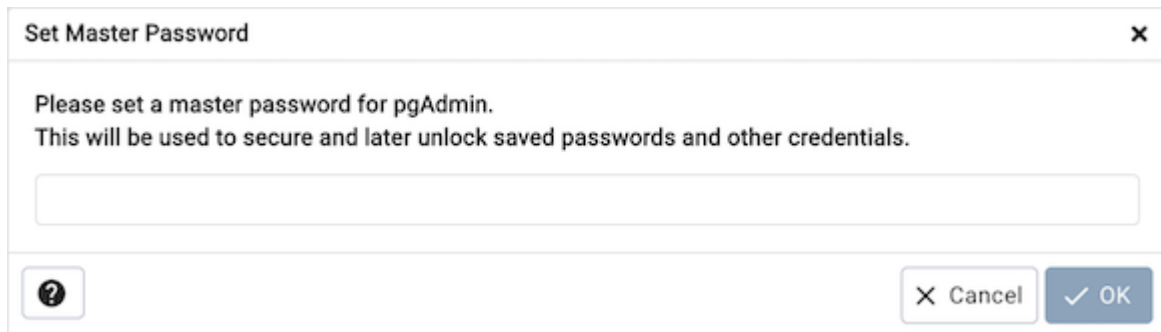 Set Master Password
Please set a master password for pgAdmin.
This will be used to secure and later unlock saved passwords and other credentials.
Cancel
OK